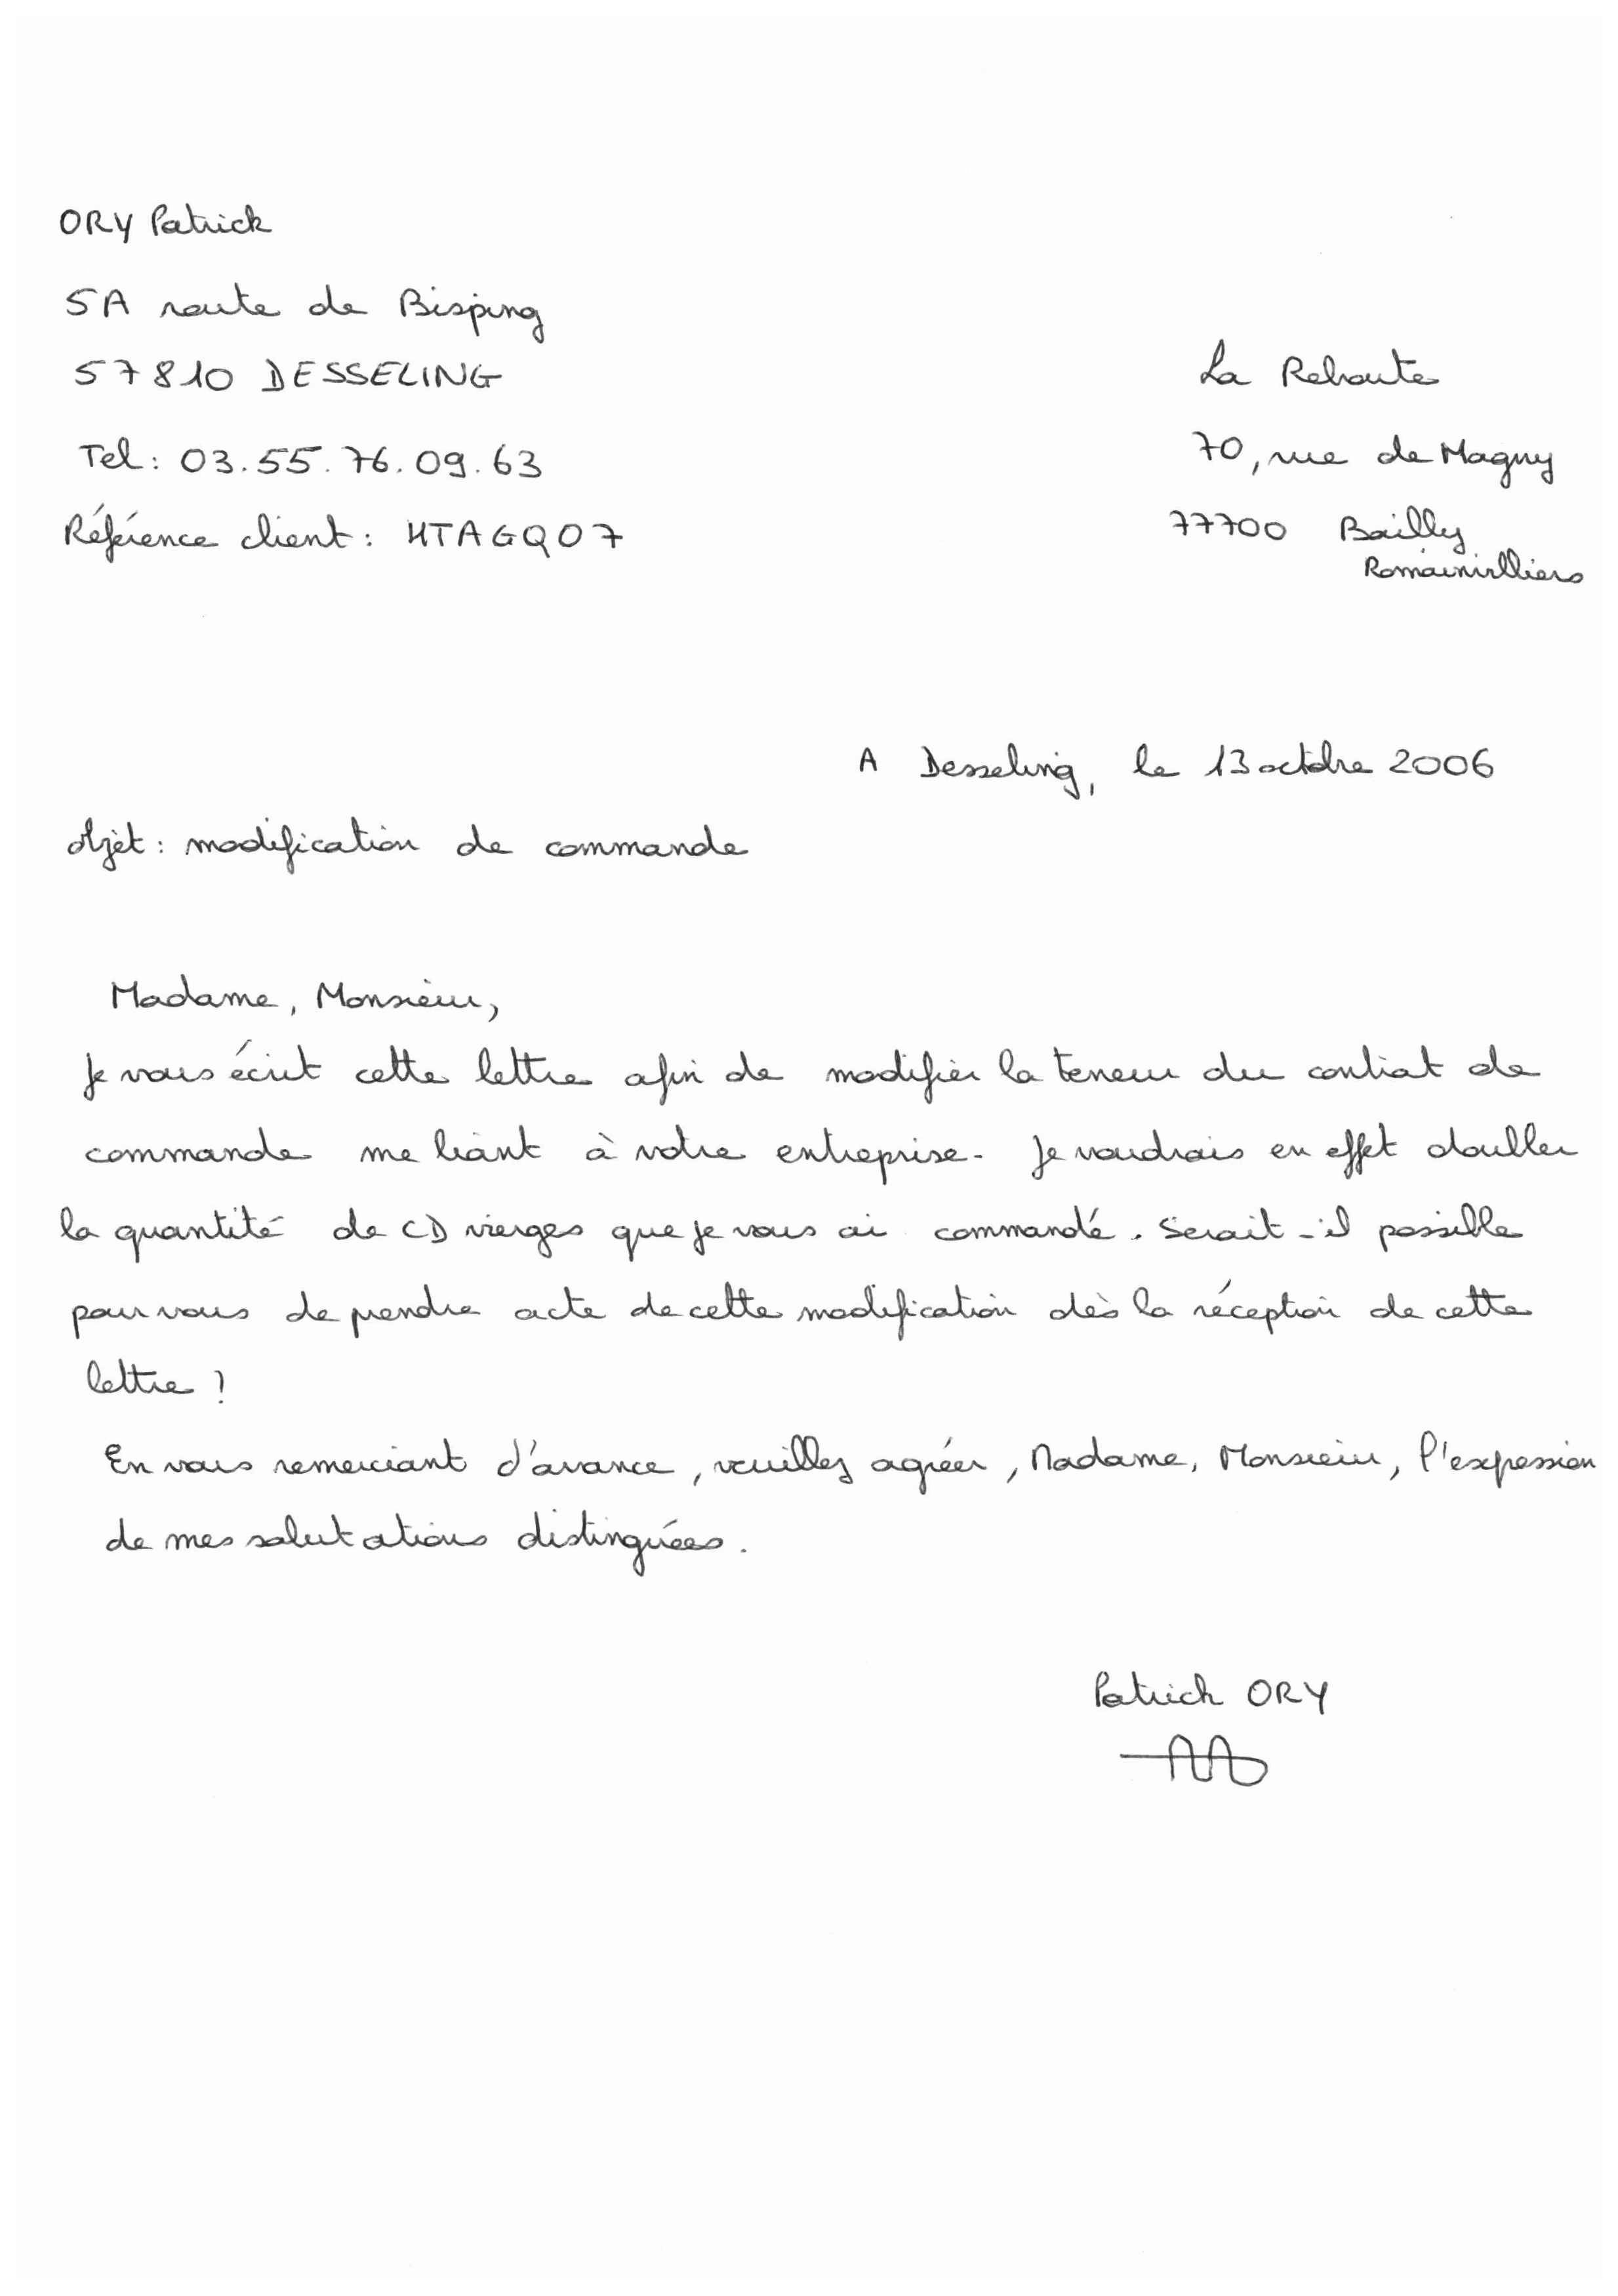 ORY Patrick
5A route de Bisping
57810 DESSELING
Tel : 03.55.76.09.63
Référence client : HTAGQ07
La Redoute
70, rue de Magny
77700 Bailly
Romainvilliers
A Desseling, le 13 octobre 2006
objet : modification de commande
Madame, Monsieur,
Je vous écrit cette lettre afin de modifier la teneur du contrat de
commande me liant à votre entreprise. Je voudrais en effet doubler
la quantité de CD vierges que je vous ai commandé. Serait-il possible
pour vous de prendre acte de cette modification dès la réception de cette
lettre ?
En vous remerciant d'avance, veuillez agréer, Madame, Monsieur, l'expression
de mes salutations distinguées.
Patrick ORY